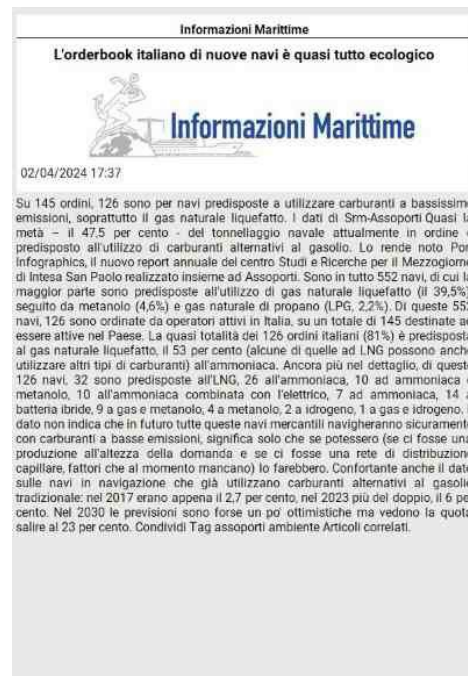 Informazioni Marittime
L'orderbook italiano di nuove navi è quasi tutto ecologico
Informazioni Marittime
02/04/2024 17:37
Su 145 ordini, 126 sono per navi predisposte a utilizzare carburanti a bassissime
emissioni, soprattutto il gas naturale liquefatto. I dati di Srm-Assoporti Quasi la
metà – il 47,5 per cento - del tonnellaggio navale attualmente in ordine è
predisposto all'utilizzo di carburanti alternativi al gasolio. Lo rende noto Port
Infographics, il nuovo report annuale del centro Studi e Ricerche per il Mezzogiorno
di Intesa San Paolo realizzato insieme ad Assoporti. Sono in tutto 552 navi, di cui la
maggior parte sono predisposte all'utilizzo di gas naturale liquefatto (il 39,5%),
seguito da metanolo (4,6%) e gas naturale di propano (LPG, 2,2%). Di queste 552
navi, 126 sono ordinate da operatori attivi in Italia, su un totale di 145 destinate ad
essere attive nel Paese. La quasi totalità dei 126 ordini italiani (81%) è predisposta
al gas naturale liquefatto, il 53 per cento (alcune di quelle ad LNG possono anche
utilizzare altri tipi di carburanti) all'ammoniaca. Ancora più nel dettaglio, di queste
126 navi, 32 sono predisposte all'LNG, 26 all'ammoniaca, 10 ad ammoniaca e
metanolo, 10 all'ammoniaca combinata con l'elettrico, 7 ad ammoniaca, 14 a
batteria ibride, 9 a gas e metanolo, 4 a metanolo, 2 a idrogeno, 1 a gas e idrogeno. Il
dato non indica che in futuro tutte queste navi mercantili navigheranno sicuramente
con carburanti a basse emissioni, significa solo che se potessero (se ci fosse una
produzione all'altezza della domanda e se ci fosse una rete di distribuzione
capillare, fattori che al momento mancano) lo farebbero. Confortante anche il dato
sulle navi in navigazione che già utilizzano carburanti alternativi al gasolio
tradizionale: nel 2017 erano appena il 2,7 per cento, nel 2023 più del doppio, il 6 per
cento. Nel 2030 le previsioni sono forse un po' ottimistiche ma vedono la quota
salire al 23 per cento. Condividi Tag assoporti ambiente Articoli correlati.